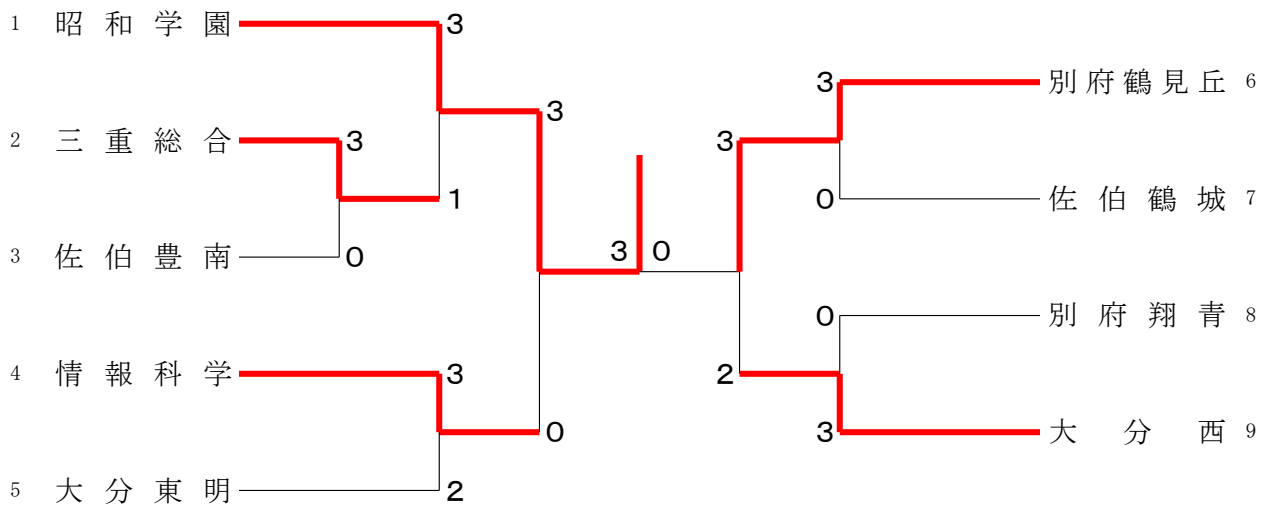 1 昭和学園 3
3 別府鶴見丘 6
2 三重総合 3
3
3
0 佐伯鶴城 7
1
3 佐伯豊南 0
3 0
0 別府翔青 8
4 情報科学 3
2
0
3 大分西 9
5 大分東明 2